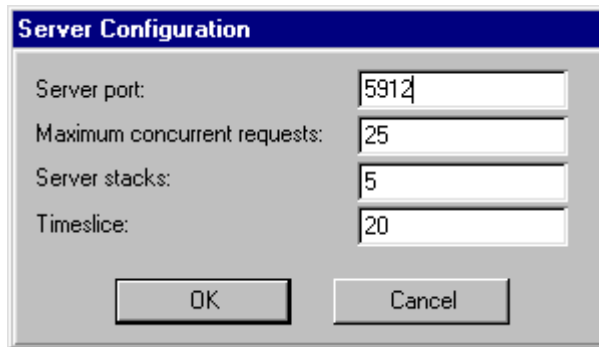 Server Configuration
Server port: 5912
Maximum concurrent requests: 25
Server stacks: 5
Timeslice: 20
OK Cancel